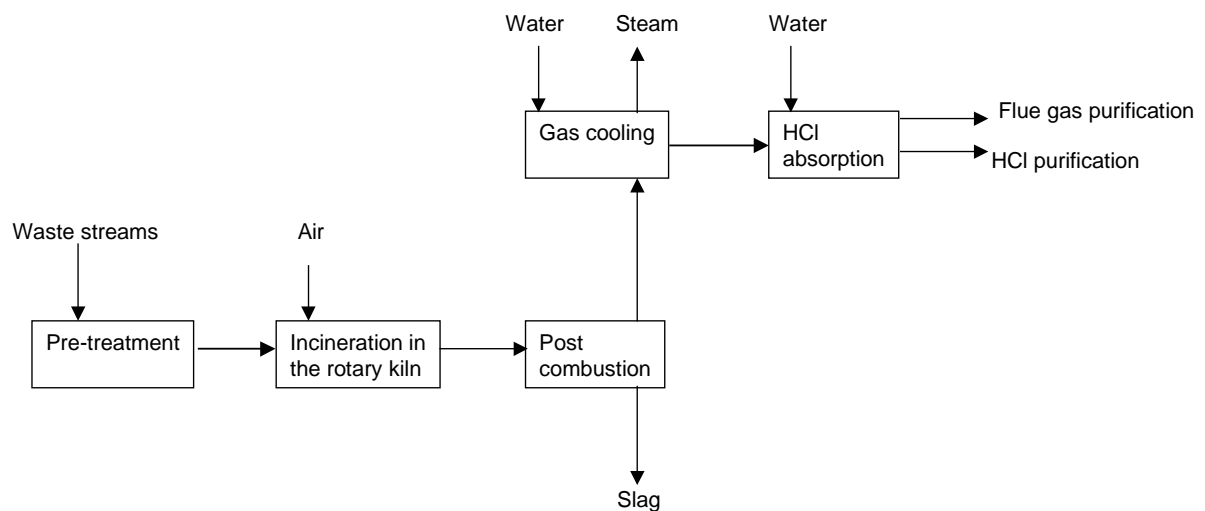 Water
Steam
Water
Gas cooling
HCl
absorption
Flue gas purification
HCl purification
Waste streams
Air
Pre-treatment
Incineration in
the rotary kiln
Post
combustion
Slag